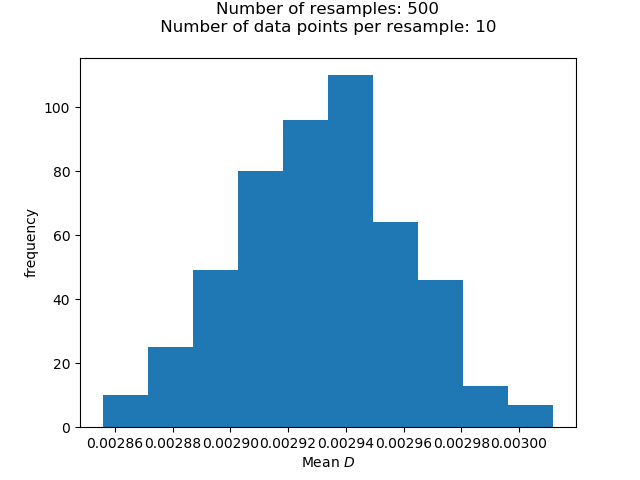 Number of resamples: 500
Number of data points per resample: 10
100
80
60
40
20
0
frequency
0.00286 0.00288 0.00290 0.00292 0.00294 0.00296 0.00298 0.00300
Mean D